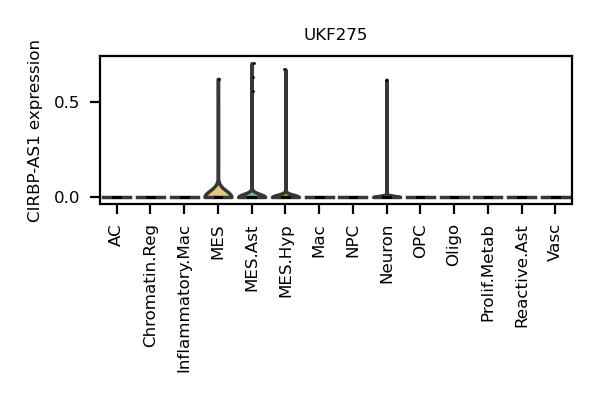 UKF275
CIRBP-AS1 expression
0.5
0.0
AC
Chromatin.Reg
Inflammatory.Mac
MES
MES.Ast
MES.Hyp
Mac
NPC
Neuron
OPC
Oligo
Prolif.Metab
Reactive.Ast
Vasc